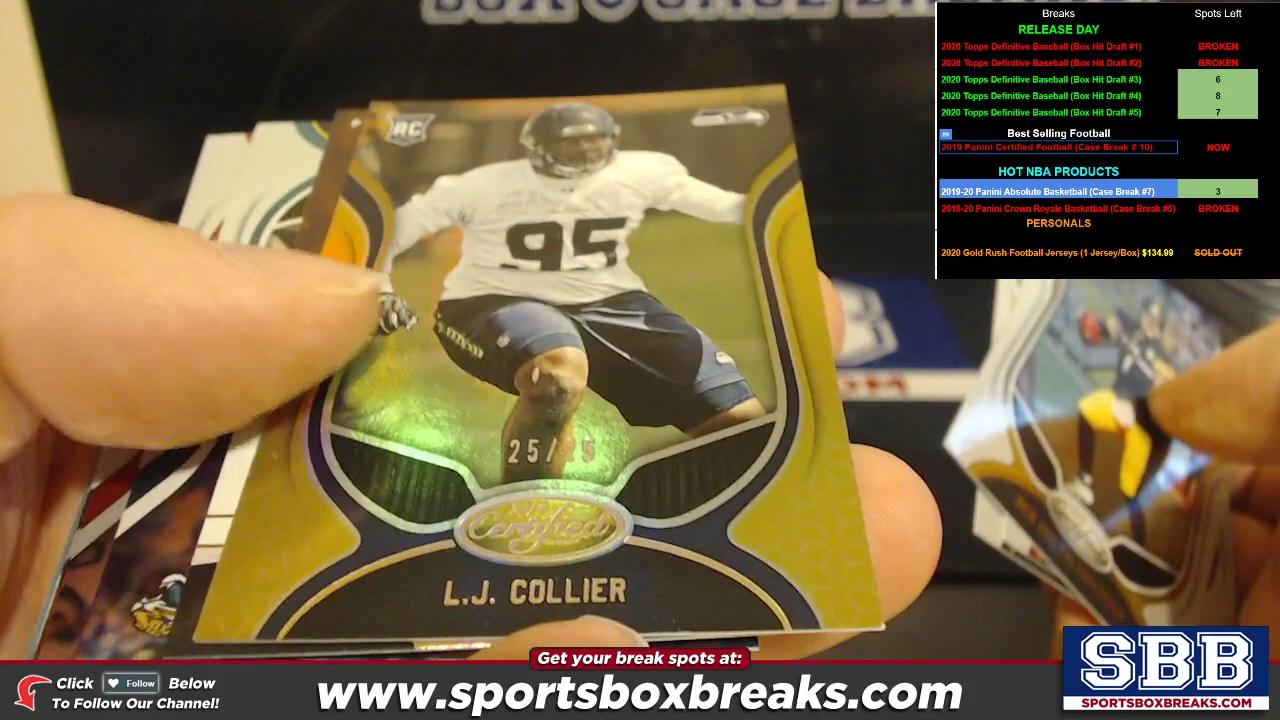 Breaks Spots Left
RELEASE DAY
2020 Topps Definitive Baseball (Box Hit Draft #1) BROKEN
2020 Topps Definitive Baseball (Box Hit Draft #2) BROKEN
2020 Topps Definitive Baseball (Box Hit Draft #3) 6
2020 Topps Definitive Baseball (Box Hit Draft #4) 8
2020 Topps Definitive Baseball (Box Hit Draft #5) 7
Best Selling Football
2019 Panini Certified Football (Case Break # 10) NOW
HOT NBA PRODUCTS
2019-20 Panini Absolute Basketball (Case Break #7) 3
2019-20 Panini Crown Royale Basketball (Case Break #5) BROKEN
PERSONALS
2020 Gold Rush Football Jerseys (1 Jersey/Box) $134.99 SOLD OUT
RC
95
25/25
Certified
L.J. COLLIER
Get your break spots at:
Click Follow Below
To Follow Our Channel!
www.sportsboxbreaks.com
SBB
SPORTSBOXBREAKS.COM